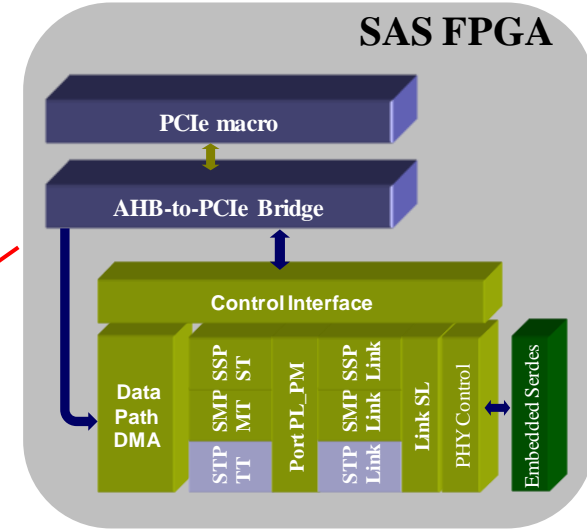 SAS FPGA
PCIe macro
AHB-to-PCIe Bridge
Control Interface
Data
Path
DMA
SSP
ST
SMP
MT
STP
TT
Port PL_PM
SSP
Link
SMP
Link
STP
Link
Link SL
PHY Control
Embedded Serdes